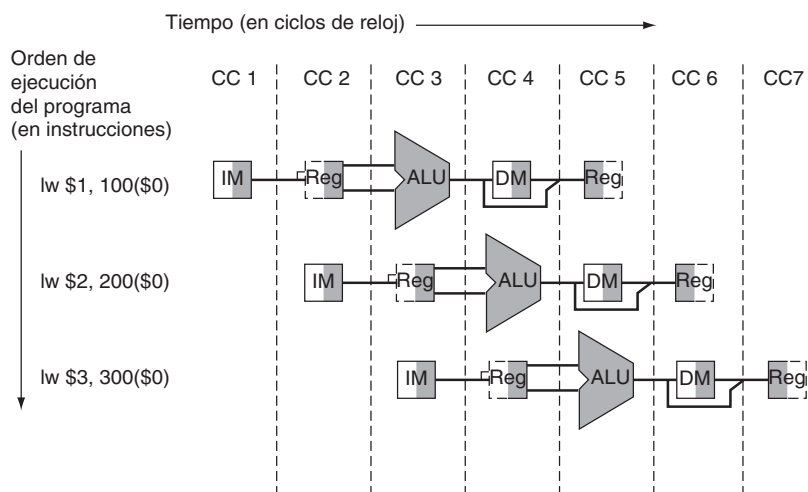 Tiempo (en ciclos de reloj)
Orden de
ejecución
del programa
(en instrucciones)
CC 1 CC 2 CC 3 CC 4 CC 5 CC 6 CC7
lw $1, 100($0)
IM Reg ALU DM Reg
lw $2, 200($0)
IM Reg ALU DM Reg
lw $3, 300($0)
IM Reg ALU DM Reg